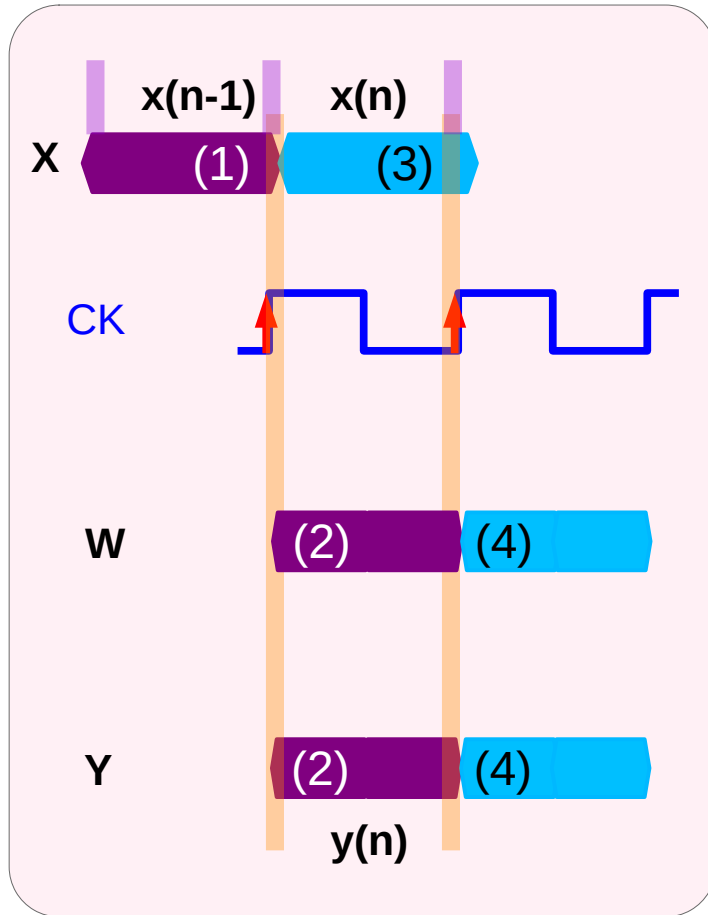 x(n-1) x(n)
X (1) (3)
CK
W (2) (4)
Y (2) (4)
y(n)